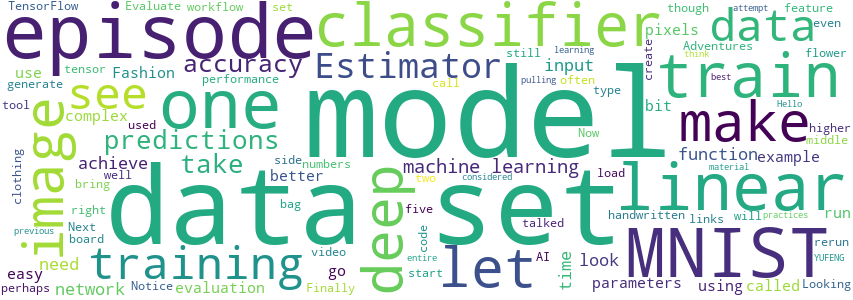 TensorFlow Evaluate workflow set
episode classifier though attempt feature
pixels data even
Adventures
use tensor Fashion accuracy Estimator input create learning flower
generate see performance call often train think
tool complex one model type pulling best
image used predictions Now bit make Hello higher
middle
clothing achieve take side numbers machine learning function example
well bring better deep two considered load material linear
data set
right bag five talked handwritten links will practices run
previous Next board training let code AI time look MNIST rerun
need video go entire parameters YUFENG
easy start using called Looking
perhaps network Notice evaluation Finally